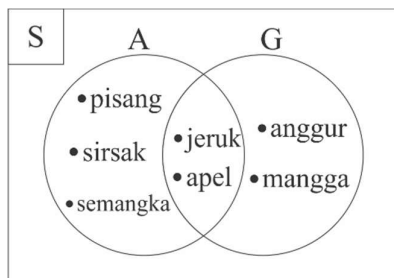 S
A
G
•pisang
•sirsak
•semangka
•jeruk
•apel
•anggur
•mangga